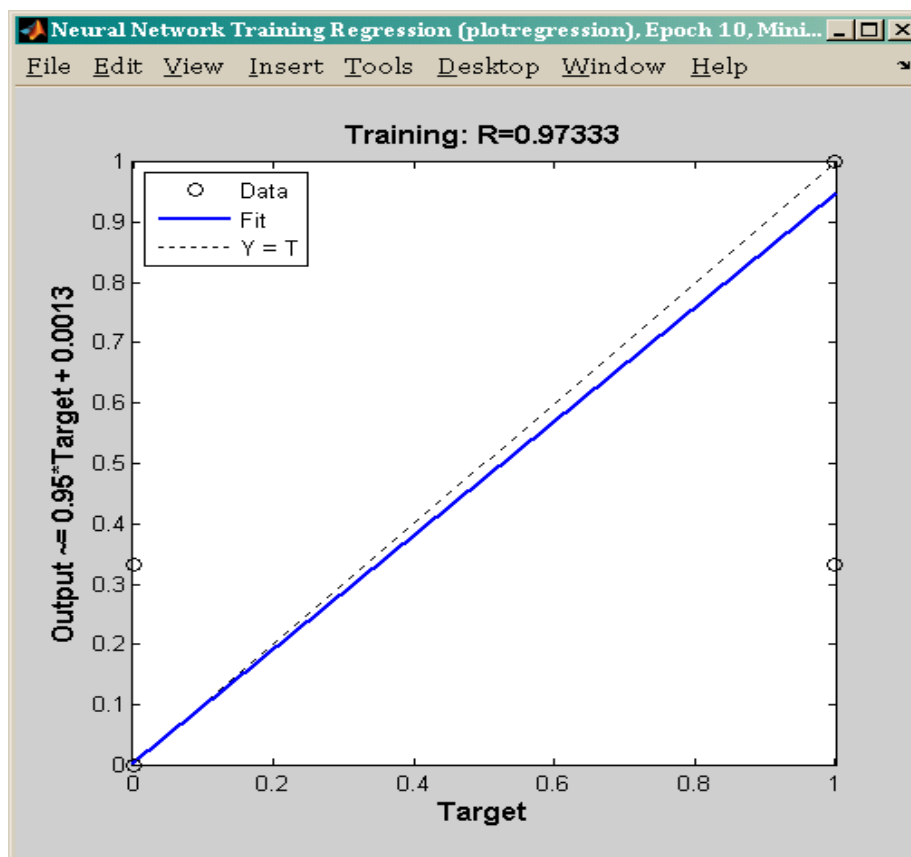 Neural Network Training Regression (plotregression), Epoch 10, Mini...
File Edit View Insert Tools Desktop Window Help
Training: R=0.97333
Data
Fit
Y = T
Output ~= 0.95*Target + 0.0013
1
0.9
0.8
0.7
0.6
0.5
0.4
0.3
0.2
0.1
0
0 0.2 0.4 0.6 0.8 1
Target